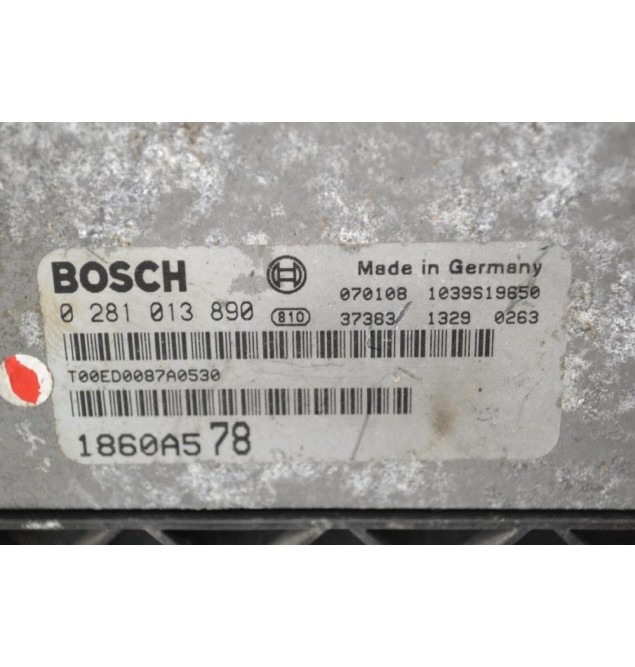 BOSCH
Made in Germany
0 281 013 890 810
070108 1039S19650
37383 1329 0263
T00ED0087A0530
1860A578